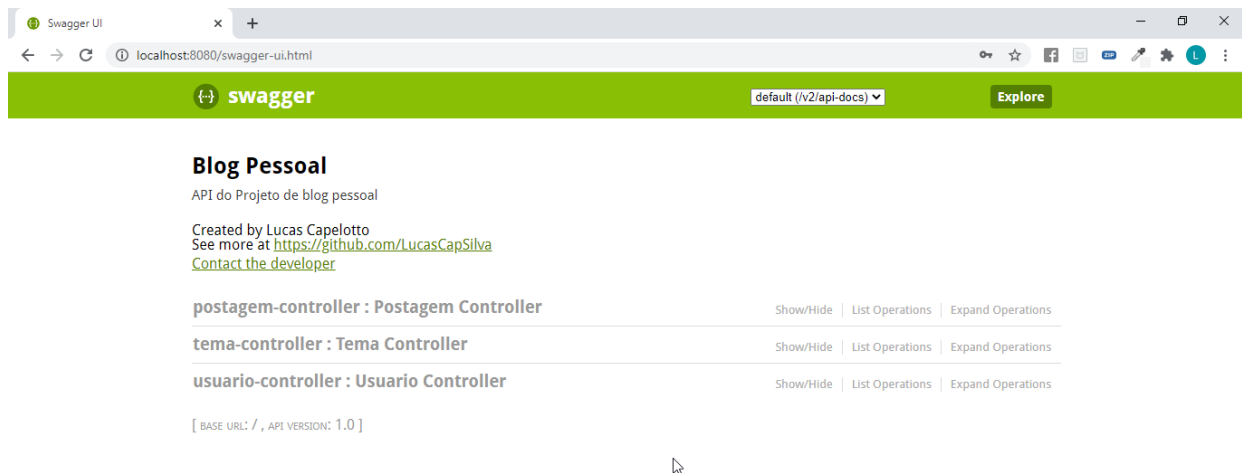 Swagger UI
localhost:8080/swagger-ui.html
ZIP
L
{···} swagger
default (/v2/api-docs)
Explore
Blog Pessoal
API do Projeto de blog pessoal
Created by Lucas Capelotto
See more at https://github.com/LucasCapSilva
Contact the developer
postagem-controller : Postagem Controller Show/Hide List Operations Expand Operations
tema-controller : Tema Controller Show/Hide List Operations Expand Operations
usuario-controller : Usuario Controller Show/Hide List Operations Expand Operations
[ BASE URL: / , API VERSION: 1.0 ]